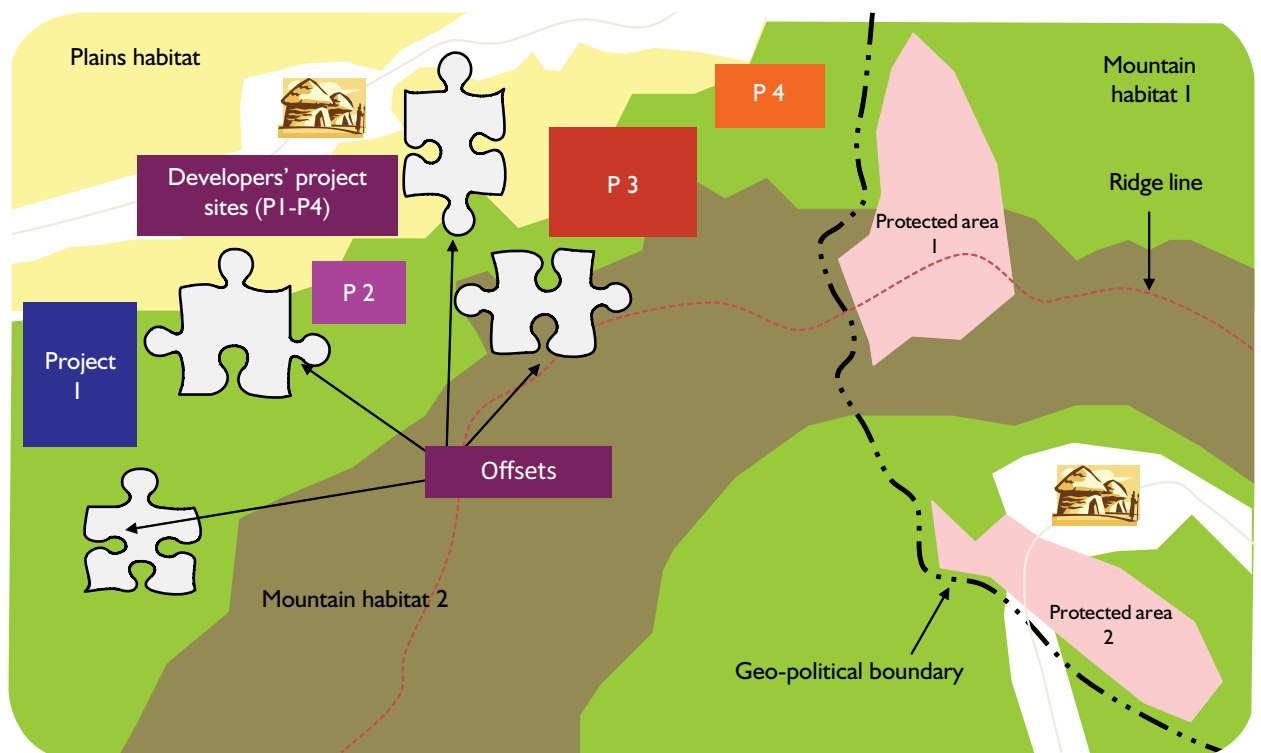 Plains habitat
P 4
Mountain
habitat 1
Developers’ project
sites (P1-P4)
P 3
Ridge line
Protected area
1
P 2
Project
1
Offsets
Mountain habitat 2
Protected area
2
Geo-political boundary